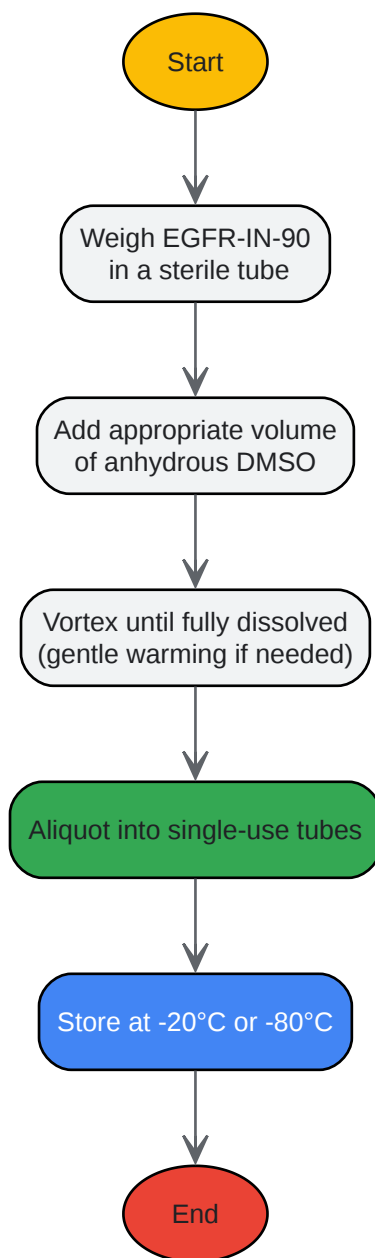 Start
Weigh EGFR-IN-90
in a sterile tube
Add appropriate volume
of anhydrous DMSO
Vortex until fully dissolved
(gentle warming if needed)
Aliquot into single-use tubes
Store at -20°C or -80°C
End